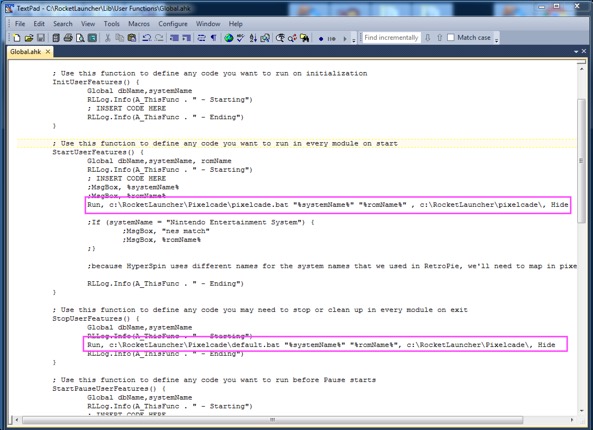 TextPad - C:\RocketLauncher\Lib\User Functions\Global.ahk
File Edit Search View Tools Macros Configure Window Help
Find incrementally Match case
Global.ahk
; Use this function to define any code you want to run on initialization
InitUserFeatures() {
Global dbName,systemName
RLLog.Info(A_ThisFunc . " - Starting")
; INSERT CODE HERE
RLLog.Info(A_ThisFunc . " - Ending")
}
; Use this function to define any code you want to run in every module on start
StartUserFeatures() {
Global dbName,systemName, romName
RLLog.Info(A_ThisFunc . " - Starting")
; INSERT CODE HERE
;MsgBox, %systemName%
;MsgBox, %romName%
Run, c:\RocketLauncher\Pixelcade\pixelcade.bat "%systemName%" "%romName%" , c:\RocketLauncher\pixelcade\, Hide
;If (systemName = "Nintendo Entertainment System") {
;MsgBox, "nes match"
;MsgBox, %romName%
;}
;because HyperSpin uses different names for the system names that we used in RetroPie, we'll need to map in pixe
RLLog.Info(A_ThisFunc . " - Ending")
}
; Use this function to define any code you may need to stop or clean up in every module on exit
StopUserFeatures() {
Global dbName,systemName
RLLog.Info(A_ThisFunc . " - Starting")
Run, c:\RocketLauncher\Pixelcade\default.bat "%systemName%" "%romName%", c:\RocketLauncher\Pixelcade\, Hide
RLLog.Info(A_ThisFunc . " - Ending")
}
; Use this function to define any code you want to run before Pause starts
StartPauseUserFeatures() {
Global dbName,systemName
RLLog.Info(A_ThisFunc . " - Starting")
; INSERT CODE HERE